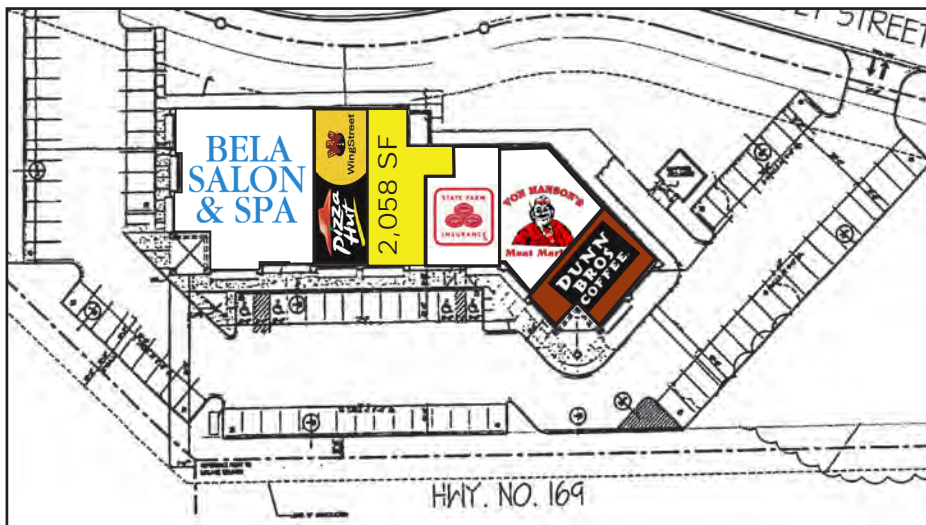 STREET
BELA
SALON
& SPA
WingStreet
Pizza
Hut
2,058 SF
STATE FARM
INSURANCE
VON HANSON'S
Meat Mar
DUNN
BROS
COFFEE
HWY. NO. 169